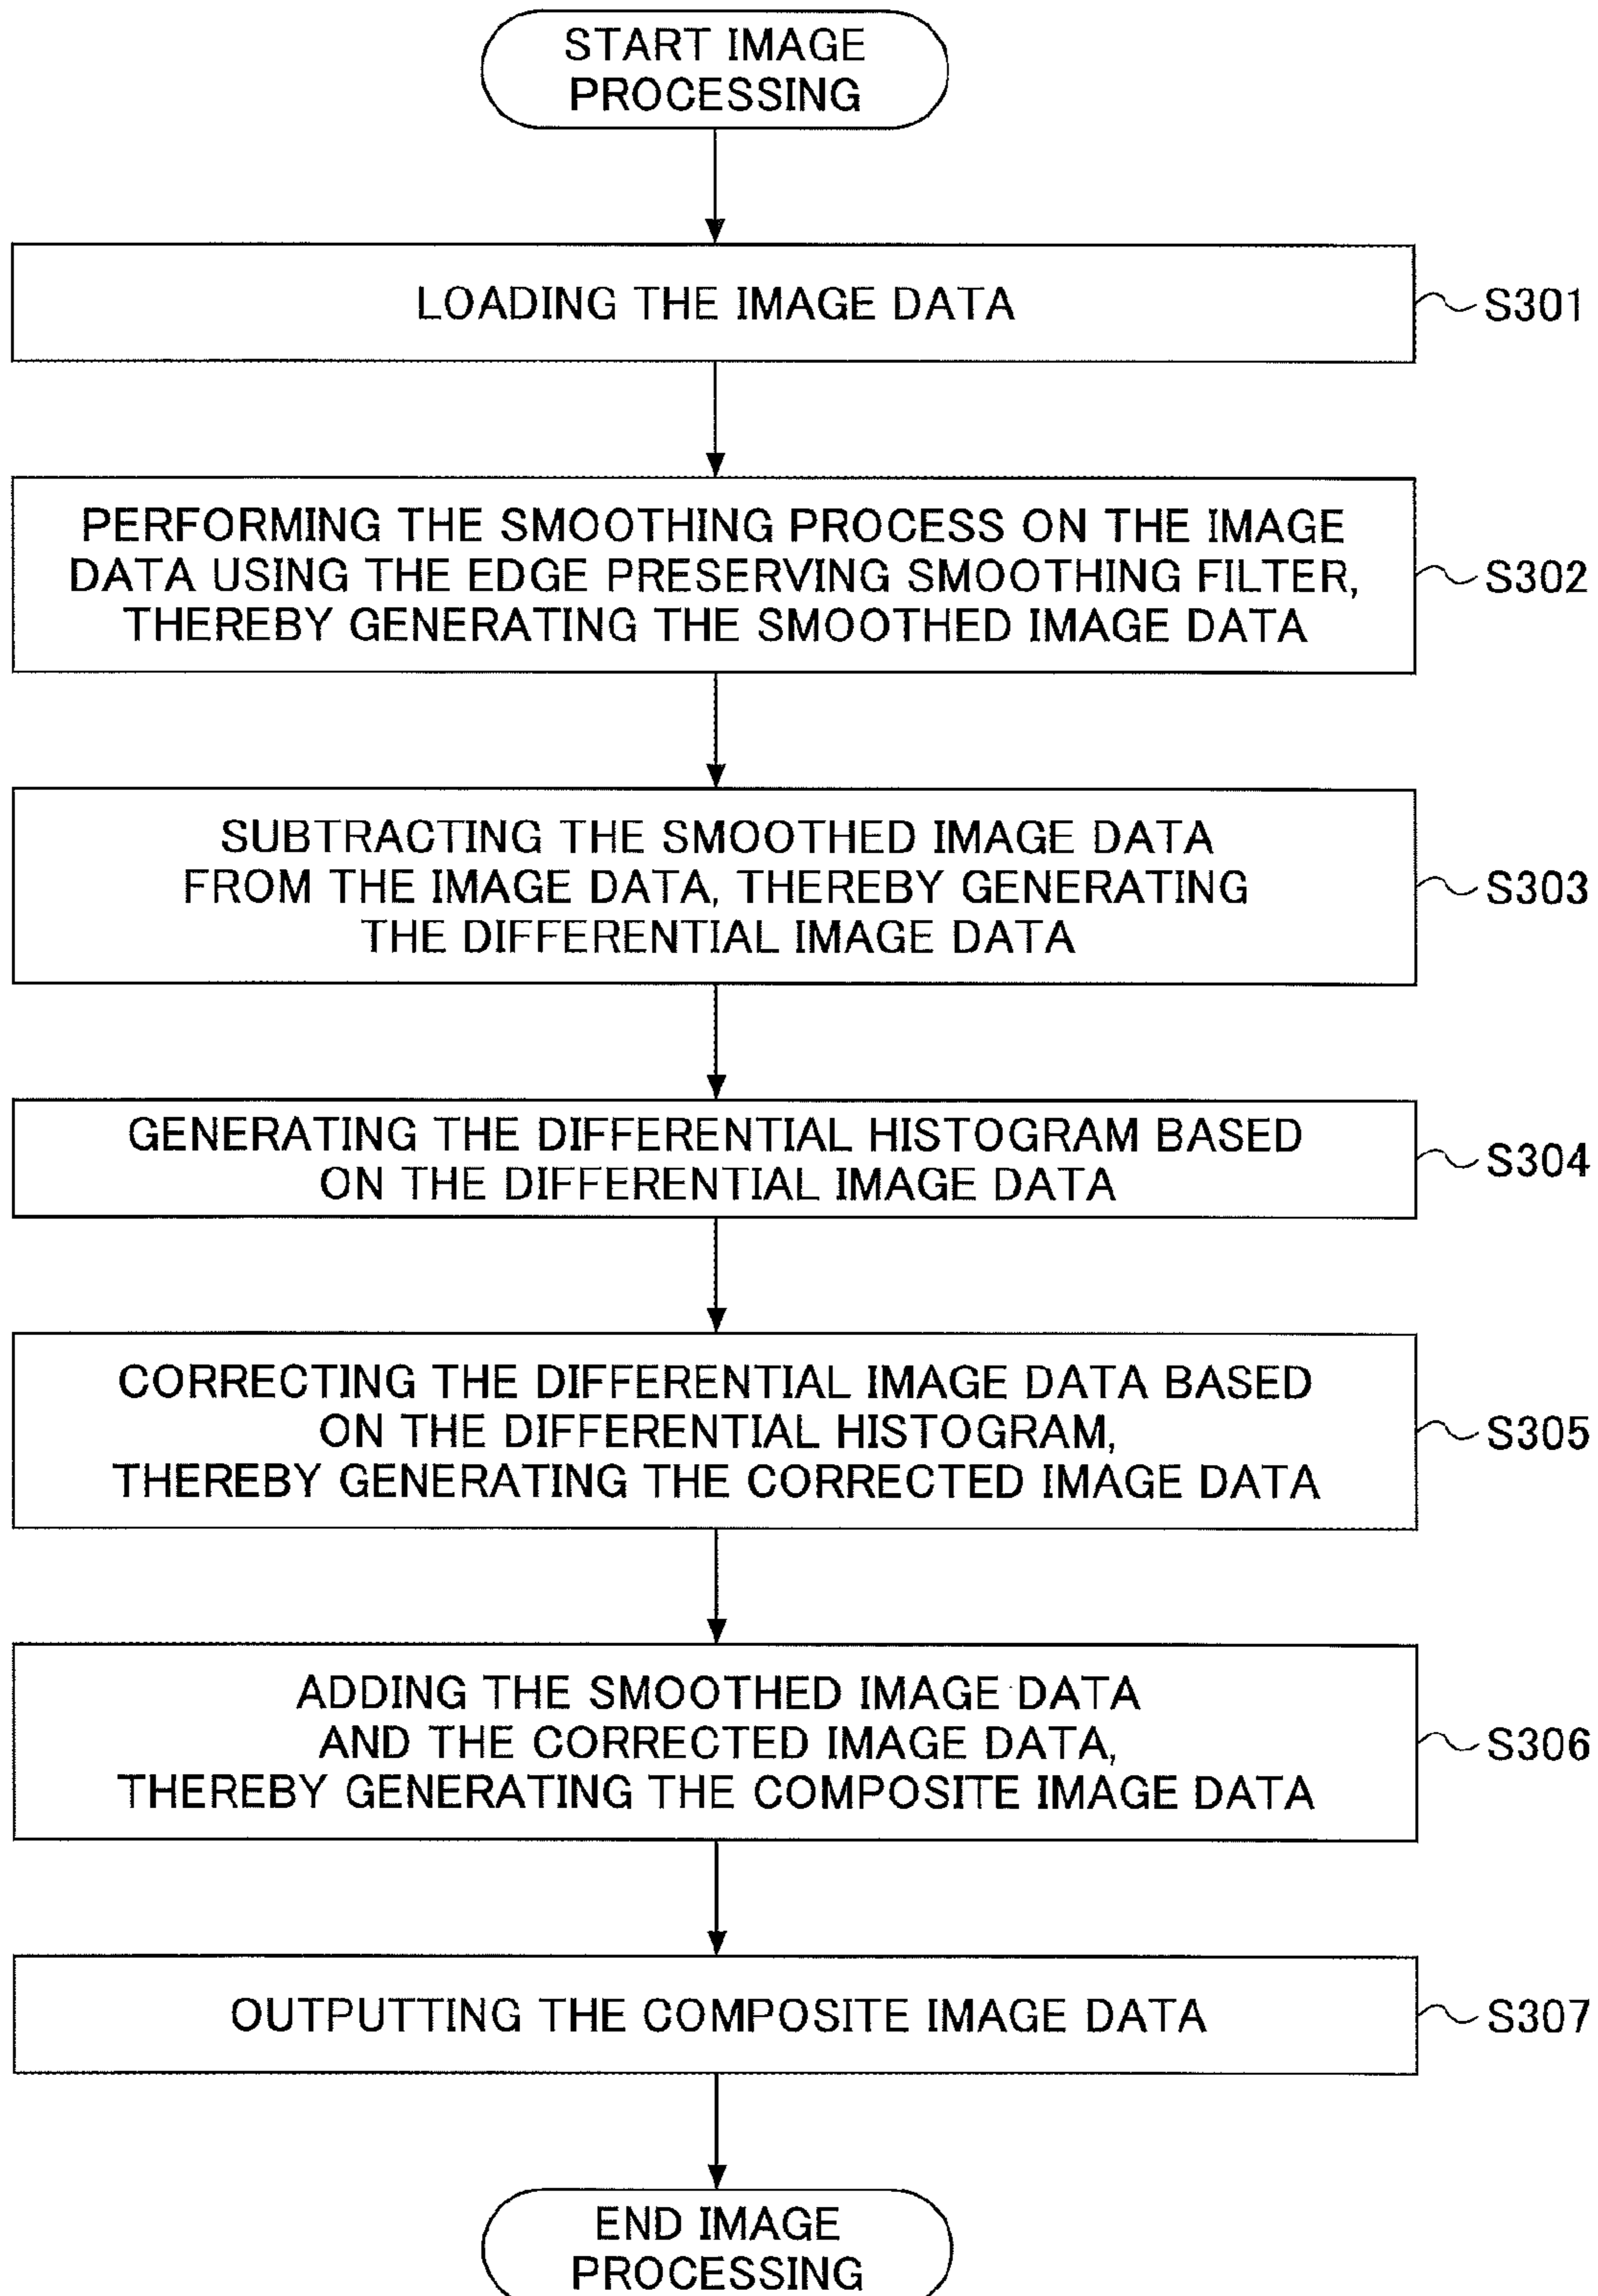 START IMAGE
PROCESSING
LOADING THE IMAGE DATA
S301
PERFORMING THE SMOOTHING PROCESS ON THE IMAGE
DATA USING THE EDGE PRESERVING SMOOTHING FILTER,
THEREBY GENERATING THE SMOOTHED IMAGE DATA
S302
SUBTRACTING THE SMOOTHED IMAGE DATA
FROM THE IMAGE DATA, THEREBY GENERATING
THE DIFFERENTIAL IMAGE DATA
S303
GENERATING THE DIFFERENTIAL HISTOGRAM BASED
ON THE DIFFERENTIAL IMAGE DATA
S304
CORRECTING THE DIFFERENTIAL IMAGE DATA BASED
ON THE DIFFERENTIAL HISTOGRAM,
THEREBY GENERATING THE CORRECTED IMAGE DATA
S305
ADDING THE SMOOTHED IMAGE DATA
AND THE CORRECTED IMAGE DATA,
THEREBY GENERATING THE COMPOSITE IMAGE DATA
S306
OUTPUTTING THE COMPOSITE IMAGE DATA
S307
END IMAGE
PROCESSING